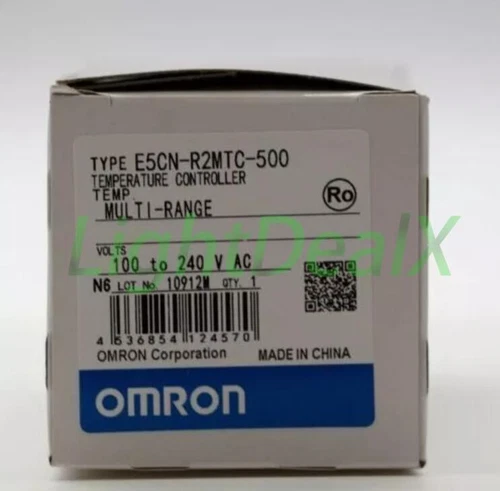 TYPE E5CN-R2MTC-500
TEMPERATURE CONTROLLER
TEMP.
MULTI-RANGE
Ro
VOLTS
100 to 240 V AC
N6 LOT No. 10912M QTY. 1
4 536854 124570
OMRON Corporation MADE IN CHINA
OMRON
LightDealX